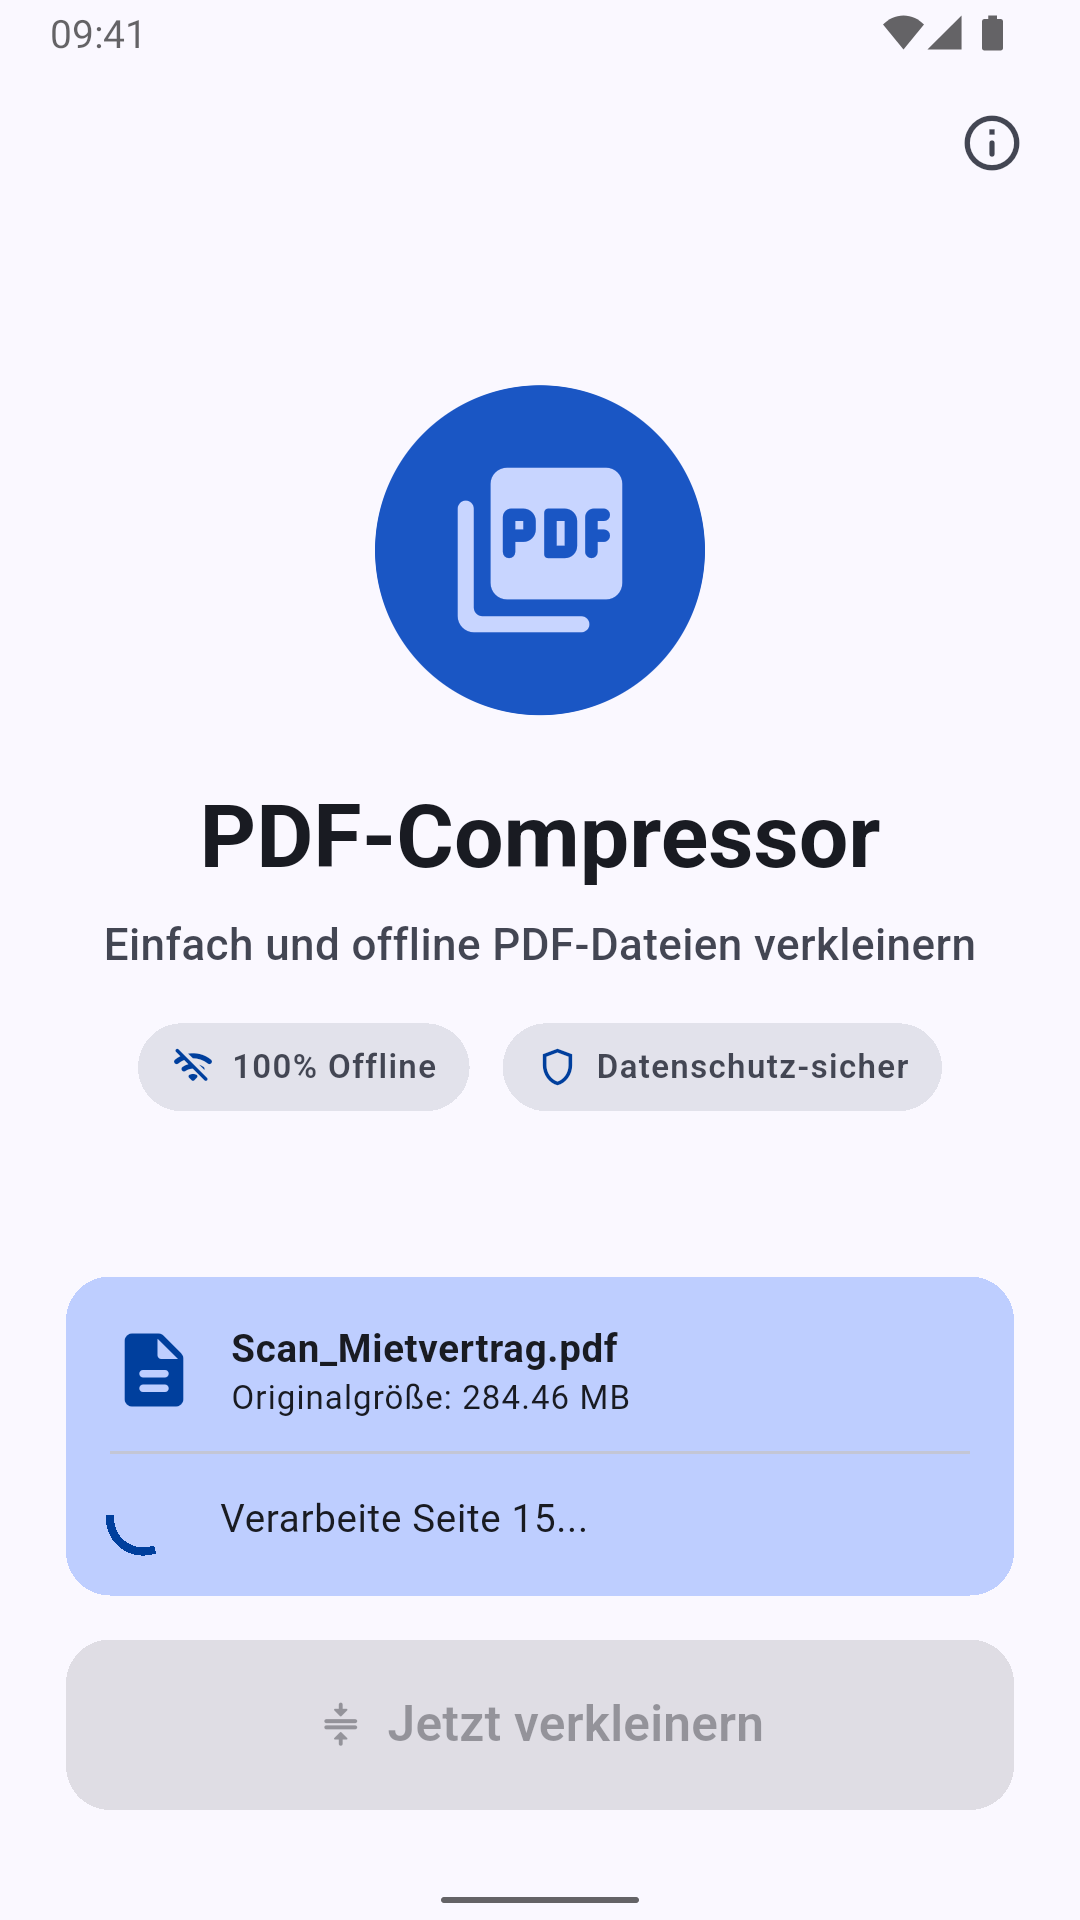 09:41
PDF
PDF-Compressor
Einfach und offline PDF-Dateien verkleinern
100% Offline
Datenschutz-sicher
Scan_Mietvertrag.pdf
Originalgröße: 284.46 MB
Verarbeite Seite 15...
Jetzt verkleinern